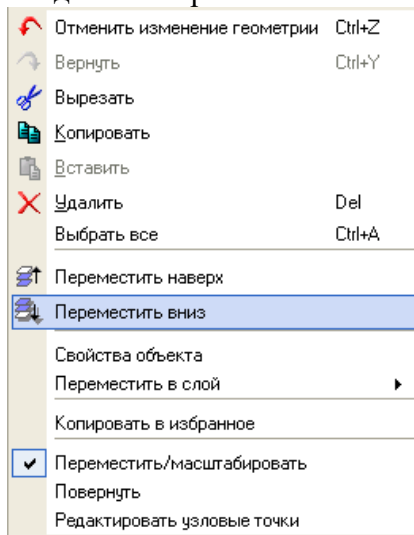 Отменить изменение геометрии Ctrl+Z
Вернуть Ctrl+Y
Вырезать
Копировать
Вставить
Удалить Del
Выбрать все Ctrl+A
Переместить наверх
Переместить вниз
Свойства объекта
Переместить в слой
Копировать в избранное
Переместить/масштабировать
Повернуть
Редактировать узловые точки